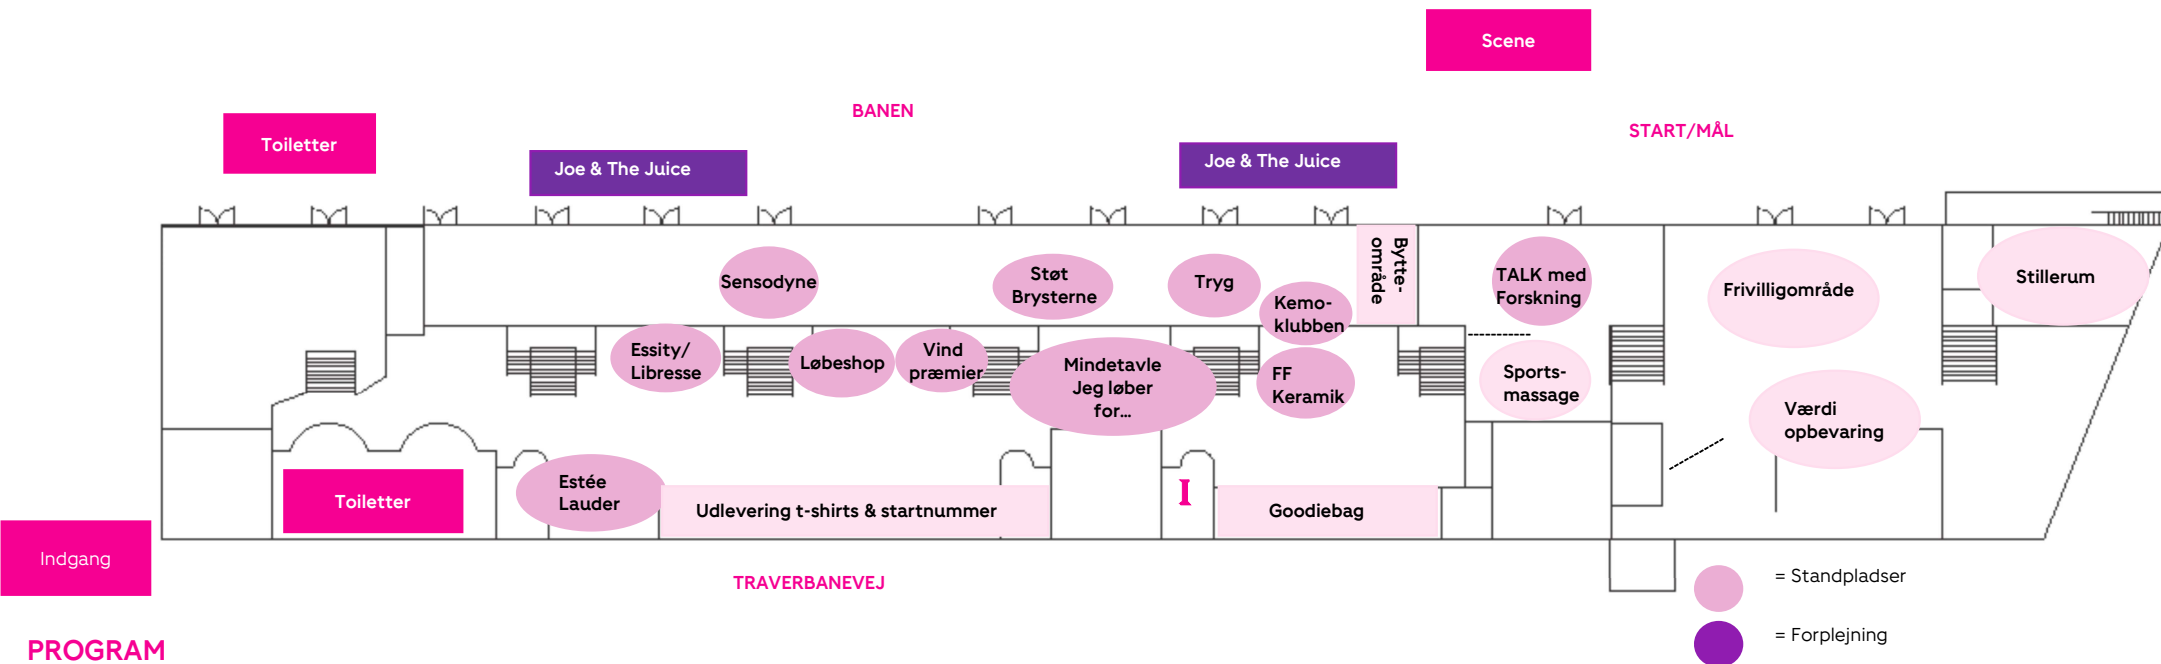 Scene
BANEN
START/MÅL
Toiletter
Joe & The Juice
Joe & The Juice
Sensodyne
Støt
Brysterne
Tryg
Kemo-
klubben
Bytte-
område
TALK med
Forskning
Frivilligområde
Stillerum
Essity/
Libresse
Løbeshop
Vind
præmier
Mindetavle
Jeg løber
for...
FF
Keramik
Sports-
massage
Værdi
opbevaring
Toiletter
Estée
Lauder
Udlevering t-shirts & startnummer
I
Goodiebag
Indgang
TRAVERBANEVEJ
= Standpladser
= Forplejning
PROGRAM